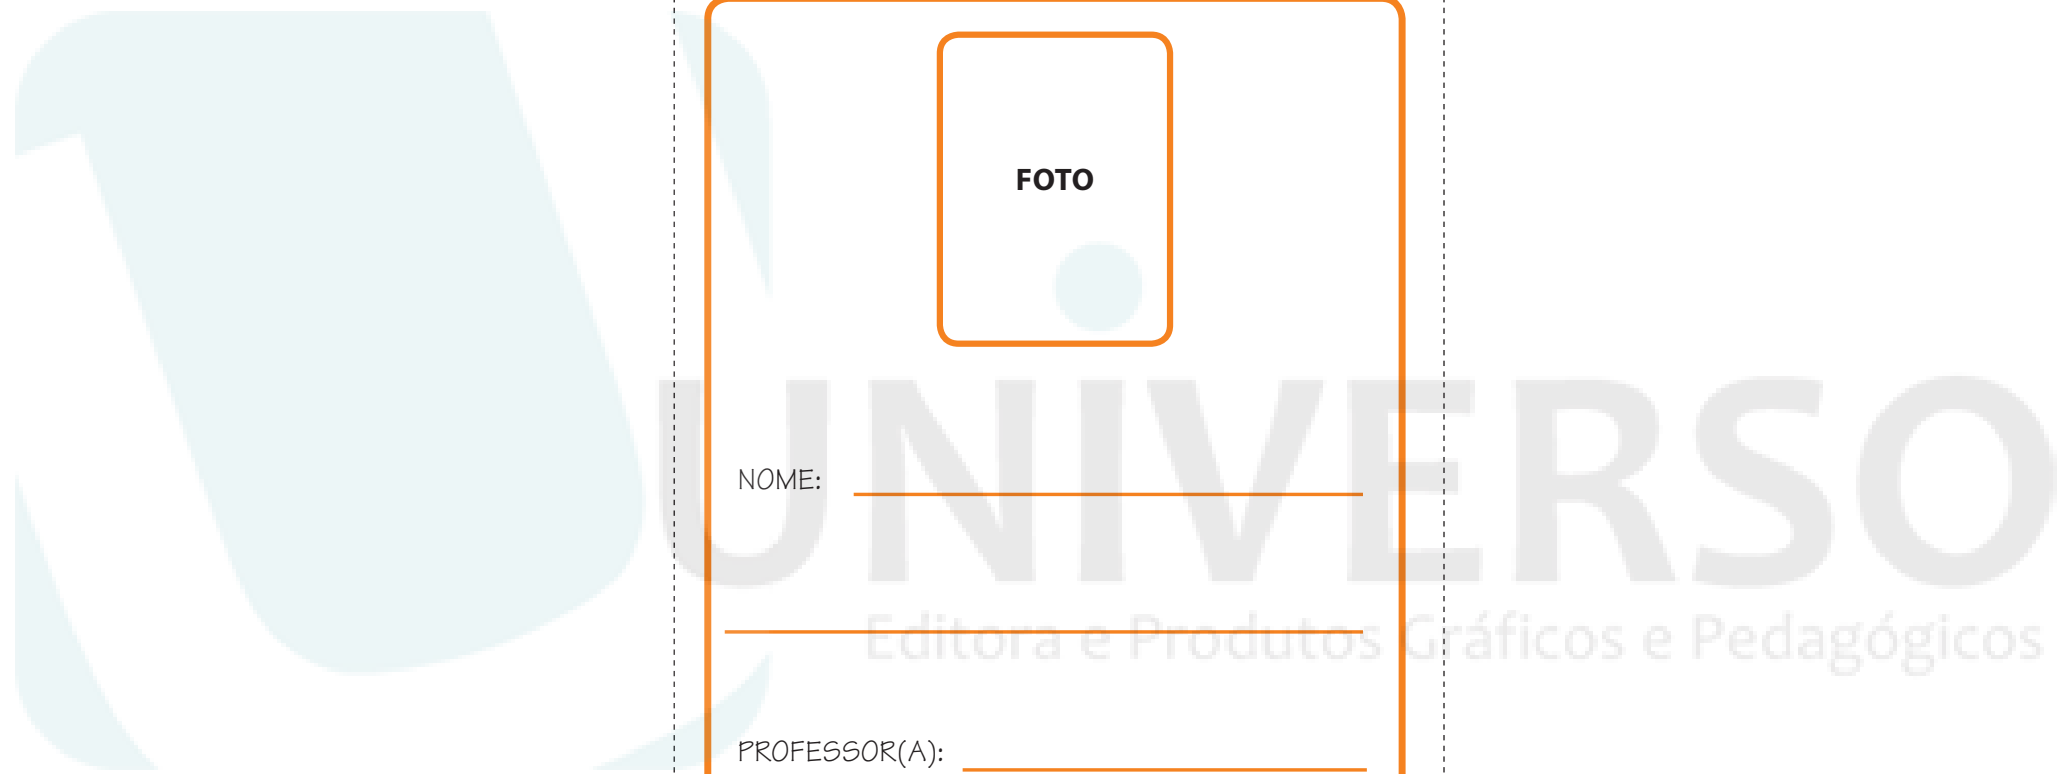 FOTO
UNIVERSO
NOME:
Editora e Produtos Gráficos e Pedagógicos
PROFESSOR(A):